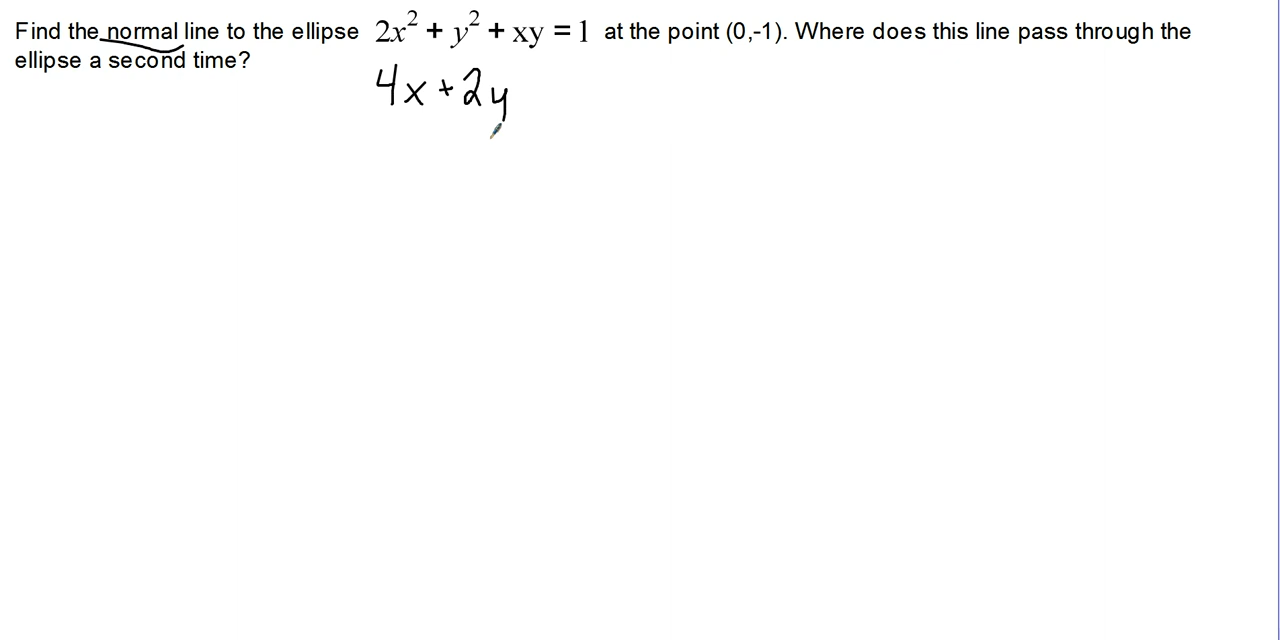 Find the normal line to the ellipse 2x² + y² + xy = 1 at the point (0,-1). Where does this line pass through the
ellipse a second time?
4x + 2y